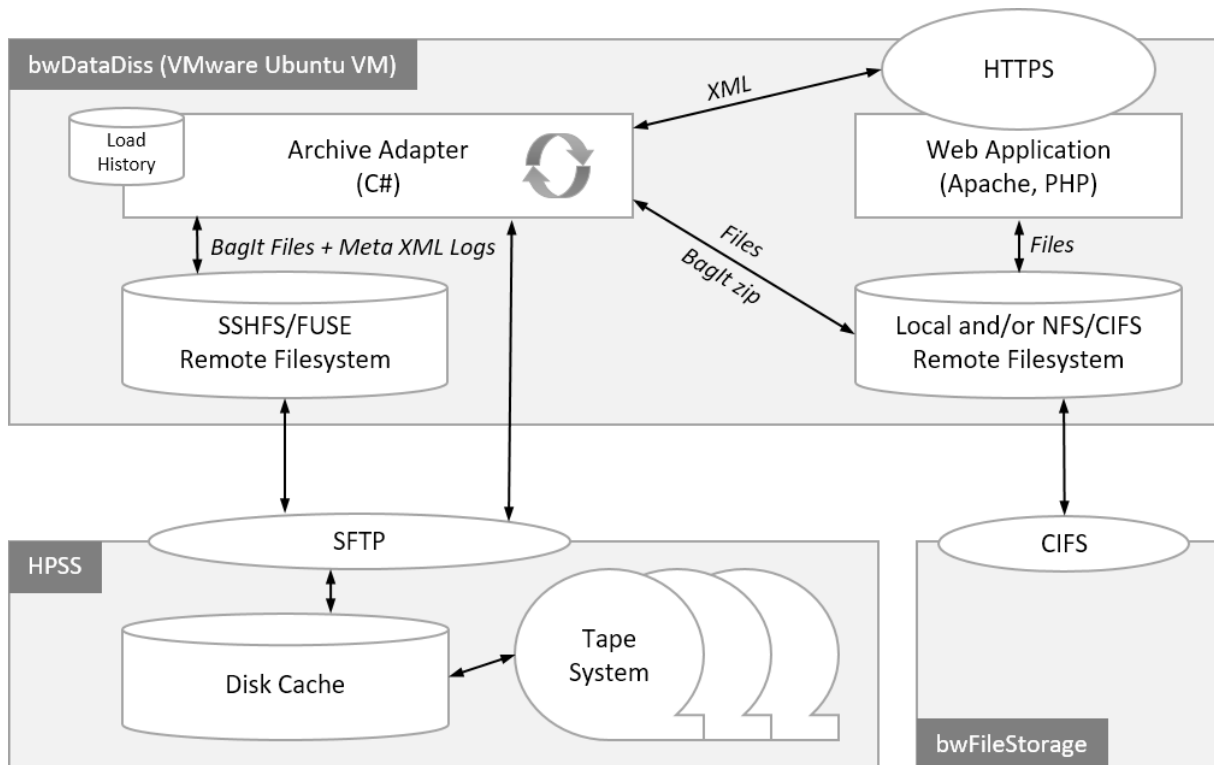 bwDataDiss (VMware Ubuntu VM)
HTTPS
XML
Load
History
Archive Adapter
(C#)
Web Application
(Apache, PHP)
BagIt Files + Meta XML Logs
Files
BagIt zip
Files
SSHFS/FUSE
Remote Filesystem
Local and/or NFS/CIFS
Remote Filesystem
SFTP
CIFS
HPSS
Tape
System
Disk Cache
bwFileStorage